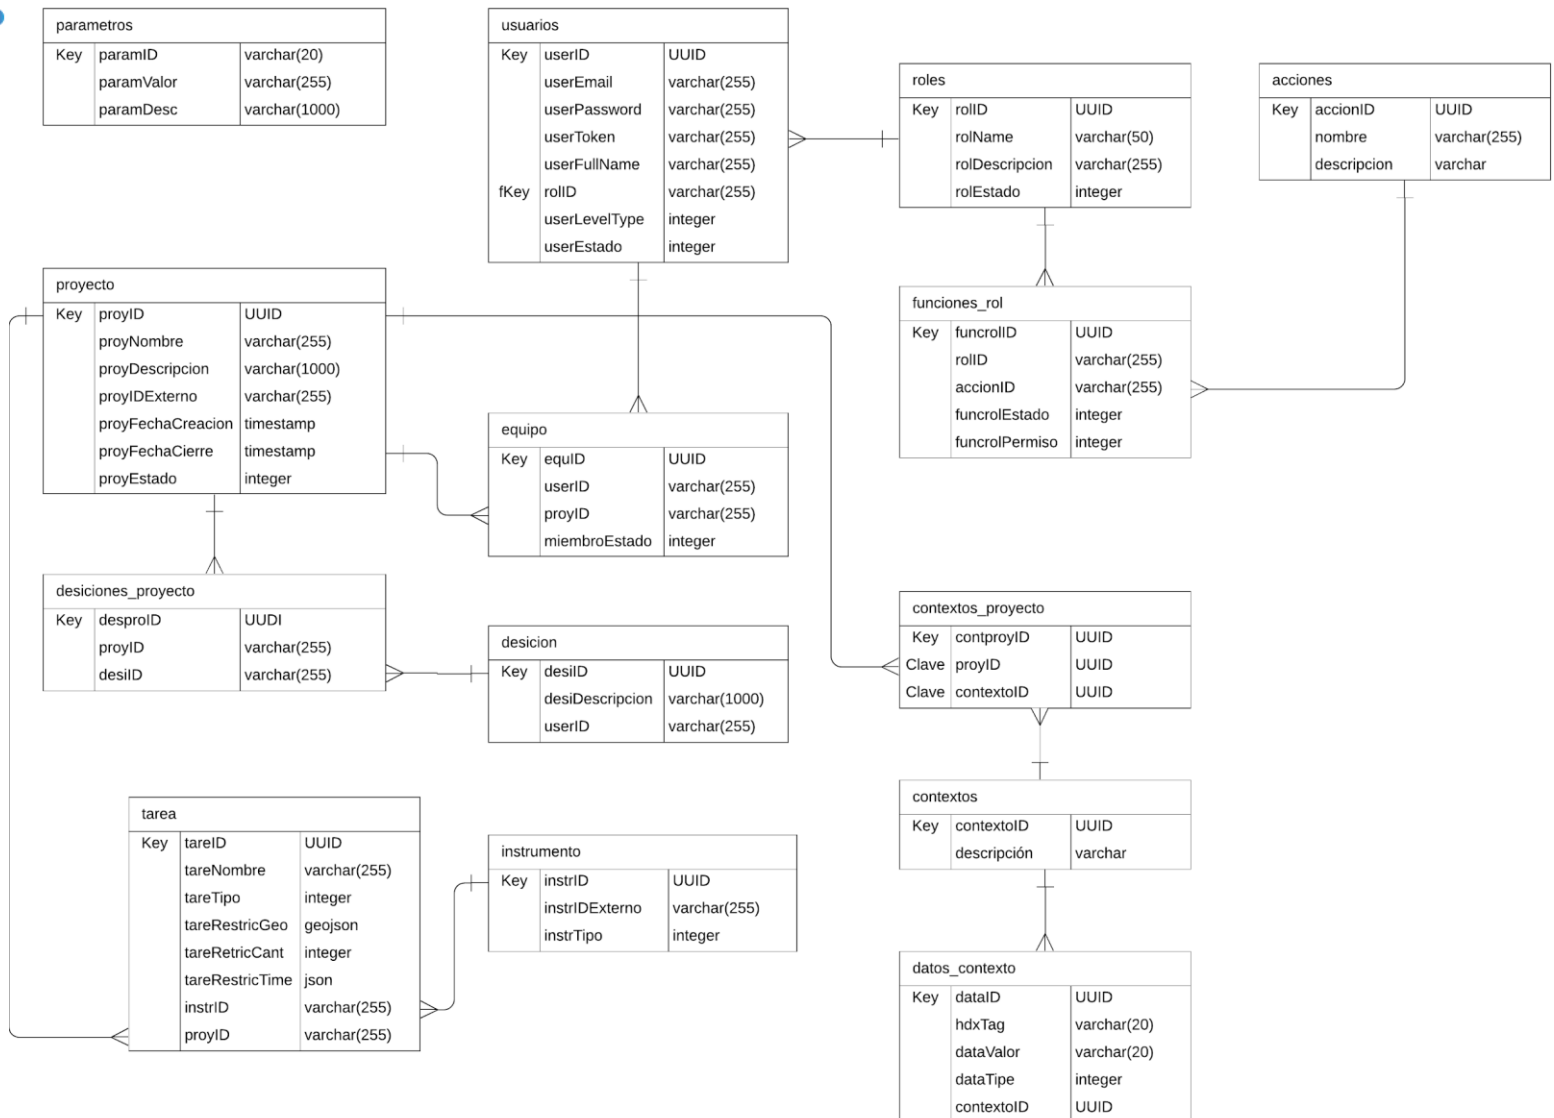 parametros
Key paramID varchar(20)
paramValor varchar(255)
paramDesc varchar(1000)
usuarios
Key userID UUID
userEmail varchar(255)
userPassword varchar(255)
userToken varchar(255)
userFullName varchar(255)
fKey rolID varchar(255)
userLevelType integer
userEstado integer
roles
Key rolID UUID
rolName varchar(50)
rolDescripcion varchar(255)
rolEstado integer
acciones
Key accionID UUID
nombre varchar(255)
descripcion varchar
proyecto
Key proyID UUID
proyNombre varchar(255)
proyDescripcion varchar(1000)
proyIDExterno varchar(255)
proyFechaCreacion timestamp
proyFechaCierre timestamp
proyEstado integer
funciones_rol
Key funcrolID UUID
rolID varchar(255)
accionID varchar(255)
funcrolEstado integer
funcrolPermiso integer
equipo
Key equID UUID
userID varchar(255)
proyID varchar(255)
miembroEstado integer
desiciones_proyecto
Key desproID UUDI
proyID varchar(255)
desiID varchar(255)
desicion
Key desiID UUID
desiDescripcion varchar(1000)
userID varchar(255)
contextos_proyecto
Key contproyID UUID
Clave proyID UUID
Clave contextoID UUID
contextos
Key contextoID UUID
descripción varchar
tarea
Key tareID UUID
tareNombre varchar(255)
tareTipo integer
tareRestricGeo geojson
tareRetricCant integer
tareRestricTime json
instrID varchar(255)
proyID varchar(255)
instrumento
Key instrID UUID
instrIDExterno varchar(255)
instrTipo integer
datos_contexto
Key dataID UUID
hdxTag varchar(20)
dataValor varchar(20)
dataTipe integer
contextoID UUID